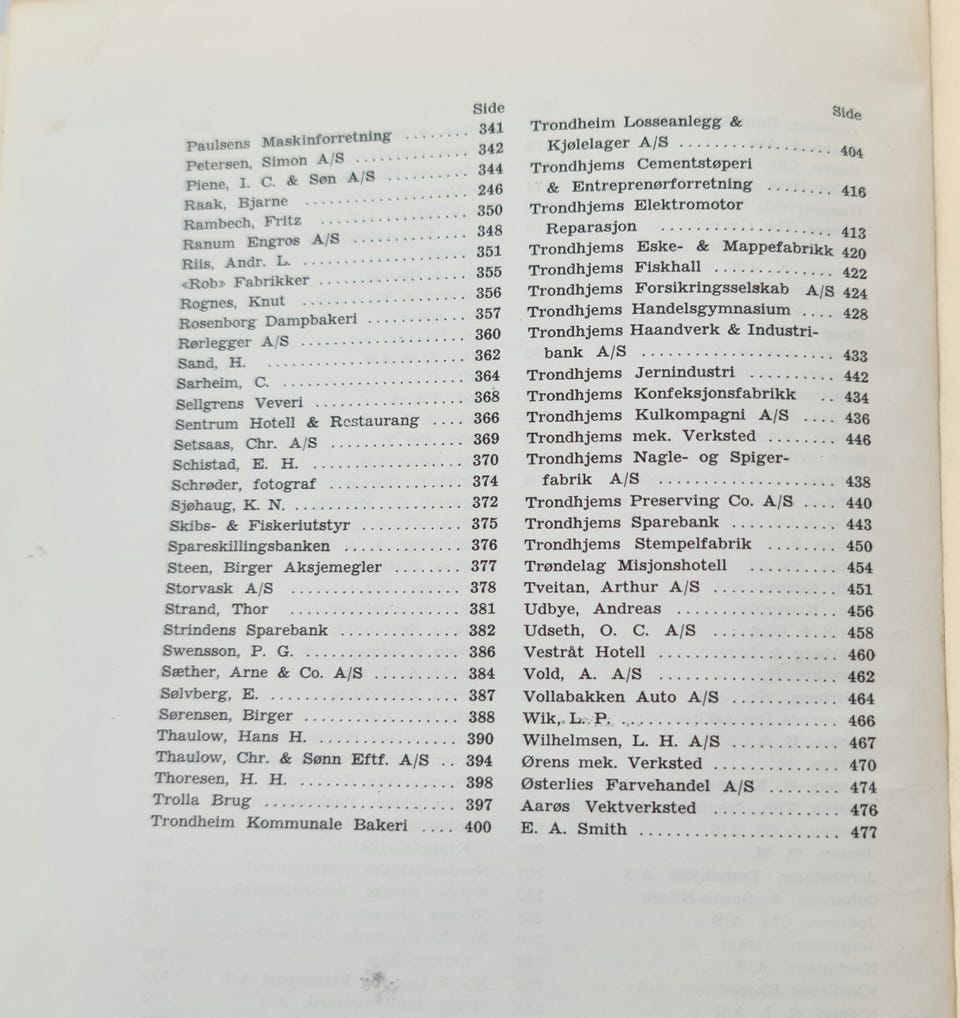 Side
Paulsens Maskinforretning ........ 341
Petersen, Simon A/S ............. 342
Piene, I. C. & Søn A/S .......... 344
Raak, Bjarne ................... 246
Rambech, Fritz ................. 350
Ranum Engros A/S .............. 348
Riis, Andr. L. ................... 351
«Rob» Fabrikker ................ 355
Rognes, Knut ................... 356
Rosenborg Dampbakeri ............ 357
Rørlegger A/S ................... 360
Sand, H. ....................... 362
Sarheim, C. ..................... 364
Sellgrens Veveri ................. 368
Sentrum Hotell & Restaurang .... 366
Setsaas, Chr. A/S ............... 369
Schistad, E. H. .................. 370
Schrøder, fotograf ............... 374
Sjøhaug, K. N. .................. 372
Skibs- & Fiskeriutstyr ............ 375
Spareskillingsbanken ............. 376
Steen, Birger Aksjemegler ........ 377
Storvask A/S ................... 378
Strand, Thor ................... 381
Strindens Sparebank .............. 382
Swensson, P. G. .................. 386
Sæther, Arne & Co. A/S .......... 384
Sølvberg, E. ..................... 387
Sørensen, Birger ................. 388
Thaulow, Hans H. ................ 390
Thaulow, Chr. & Sønn Eftf. A/S .. 394
Thoresen, H. H. .................. 398
Trolla Brug ...................... 397
Trondheim Kommunale Bakeri .... 400
Side
Trondheim Losseanlegg &
Kjølelager A/S .................. 404
Trondhjems Cementstøperi
& Entreprenørforretning ........ 416
Trondhjems Elektromotor
Reparasjon ................... 413
Trondhjems Eske- & Mappefabrikk 420
Trondhjems Fiskhall .............. 422
Trondhjems Forsikringsselskab A/S 424
Trondhjems Handelsgymnasium .... 428
Trondhjems Haandverk & Industri-
bank A/S ..................... 433
Trondhjems Jernindustri .......... 442
Trondhjems Konfeksjonsfabrikk .. 434
Trondhjems Kulkompagni A/S .... 436
Trondhjems mek. Verksted ........ 446
Trondhjems Nagle- og Spiger-
fabrik A/S ................... 438
Trondhjems Preserving Co. A/S .... 440
Trondhjems Sparebank ............ 443
Trondhjems Stempelfabrik ........ 450
Trøndelag Misjonshotell .......... 454
Tveitan, Arthur A/S .............. 451
Udbye, Andreas .................. 456
Udseth, O. C. A/S ............... 458
Vestråt Hotell ................... 460
Vold, A. A/S .................... 462
Vollabakken Auto A/S ............ 464
Wik, L. P. ....................... 466
Wilhelmsen, L. H. A/S ........... 467
Ørens mek. Verksted ............. 470
Østerlies Farvehandel A/S ........ 474
Aarøs Vektverksted .............. 476
E. A. Smith ...................... 477